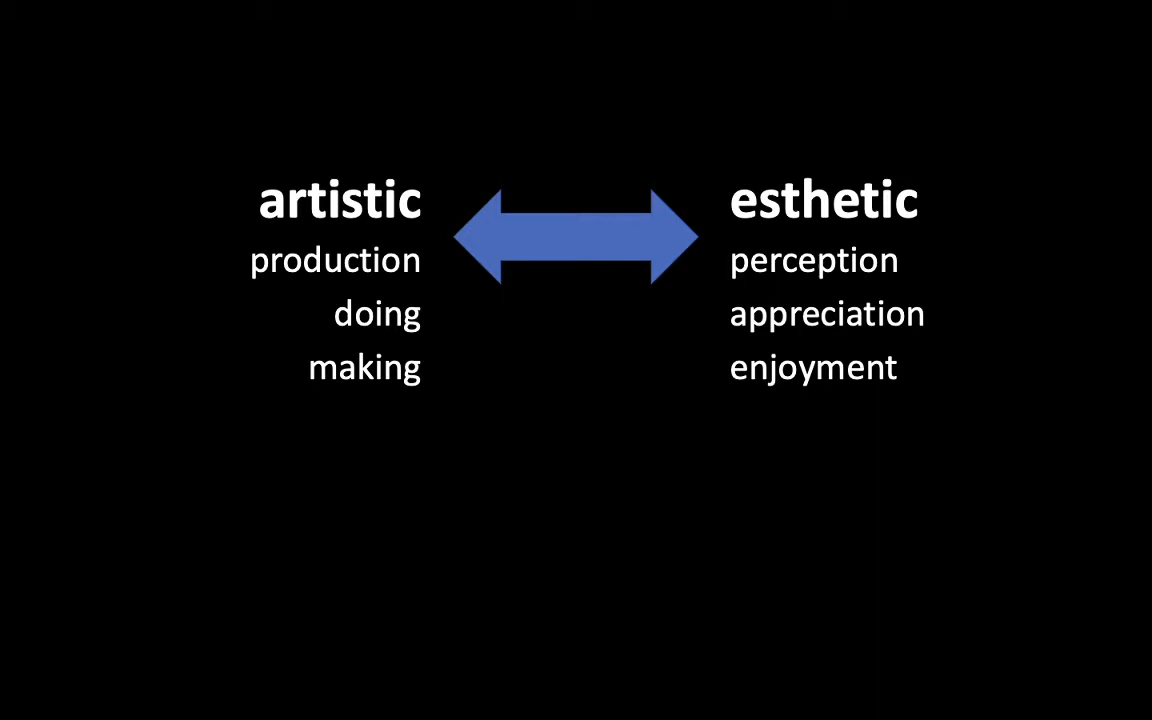 artistic
production
doing
making
esthetic
perception
appreciation
enjoyment